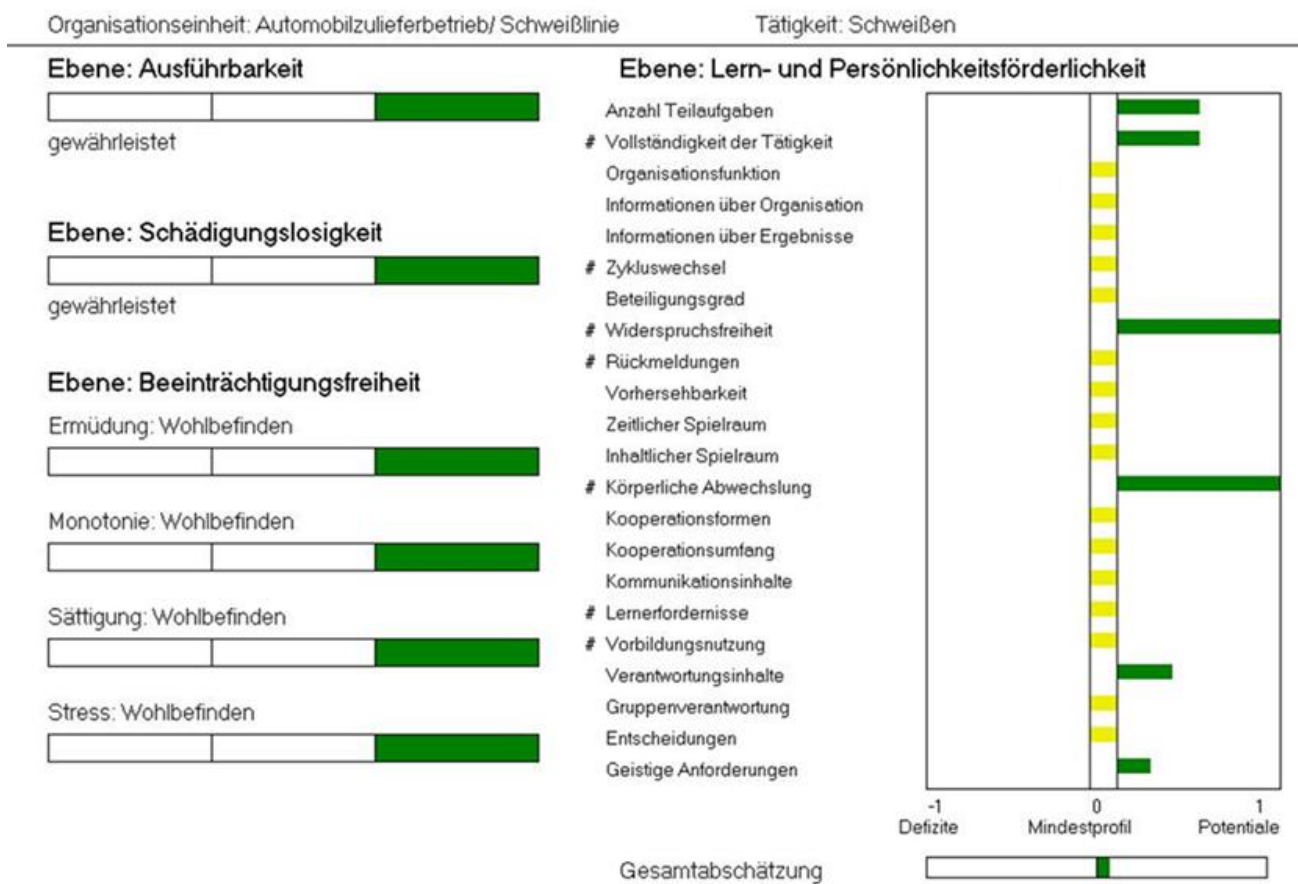 Organisationseinheit: Automobilzulieferbetrieb/ Schweißlinie Tätigkeit: Schweißen
Ebene: Ausführbarkeit
gewährleistet
Ebene: Schädigungslosigkeit
gewährleistet
Ebene: Beeinträchtigungsfreiheit
Ermüdung: Wohlbefinden
Monotonie: Wohlbefinden
Sättigung: Wohlbefinden
Stress: Wohlbefinden
Ebene: Lern- und Persönlichkeitsförderlichkeit
Anzahl Teilaufgaben
# Vollständigkeit der Tätigkeit
Organisationsfunktion
Informationen über Organisation
Informationen über Ergebnisse
# Zykluswechsel
Beteiligungsgrad
# Widerspruchsfreiheit
# Rückmeldungen
Vorhersehbarkeit
Zeitlicher Spielraum
Inhaltlicher Spielraum
# Körperliche Abwechslung
Kooperationsformen
Kooperationsumfang
Kommunikationsinhalte
# Lernerfordernisse
# Vorbildungsnutzung
Verantwortungsinhalte
Gruppenverantwortung
Entscheidungen
Geistige Anforderungen
-1 0 1
Defizite Mindestprofil Potentiale
Gesamtabschätzung